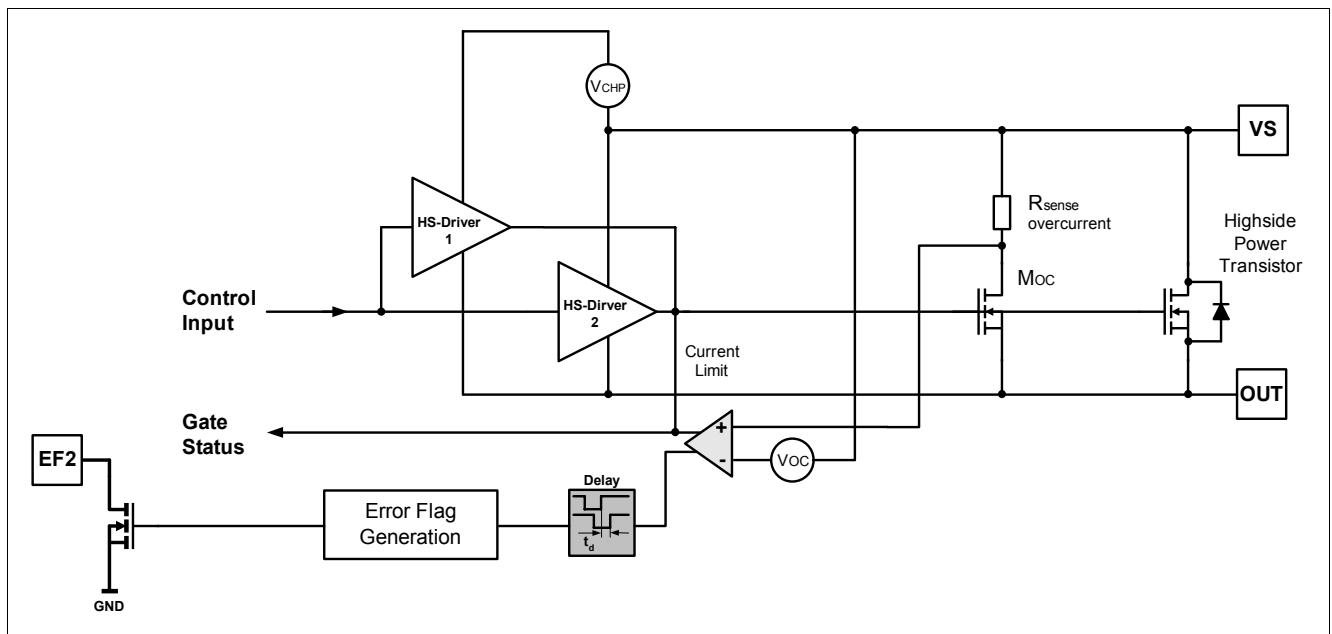 VCHP
VS
HS-Driver
1
Rsense
overcurrent
Highside
Power
Transistor
MOC
Control
Input
HS-Dirver
2
Current
Limit
OUT
Gate
Status
+
-
VOC
EF2
Delay
td
Error Flag
Generation
GND